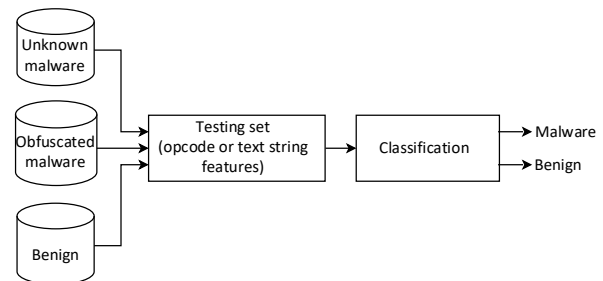 Unknown
malware
Obfuscated
malware
Benign
Testing set
(opcode or text string
features)
Classification
Malware
Benign